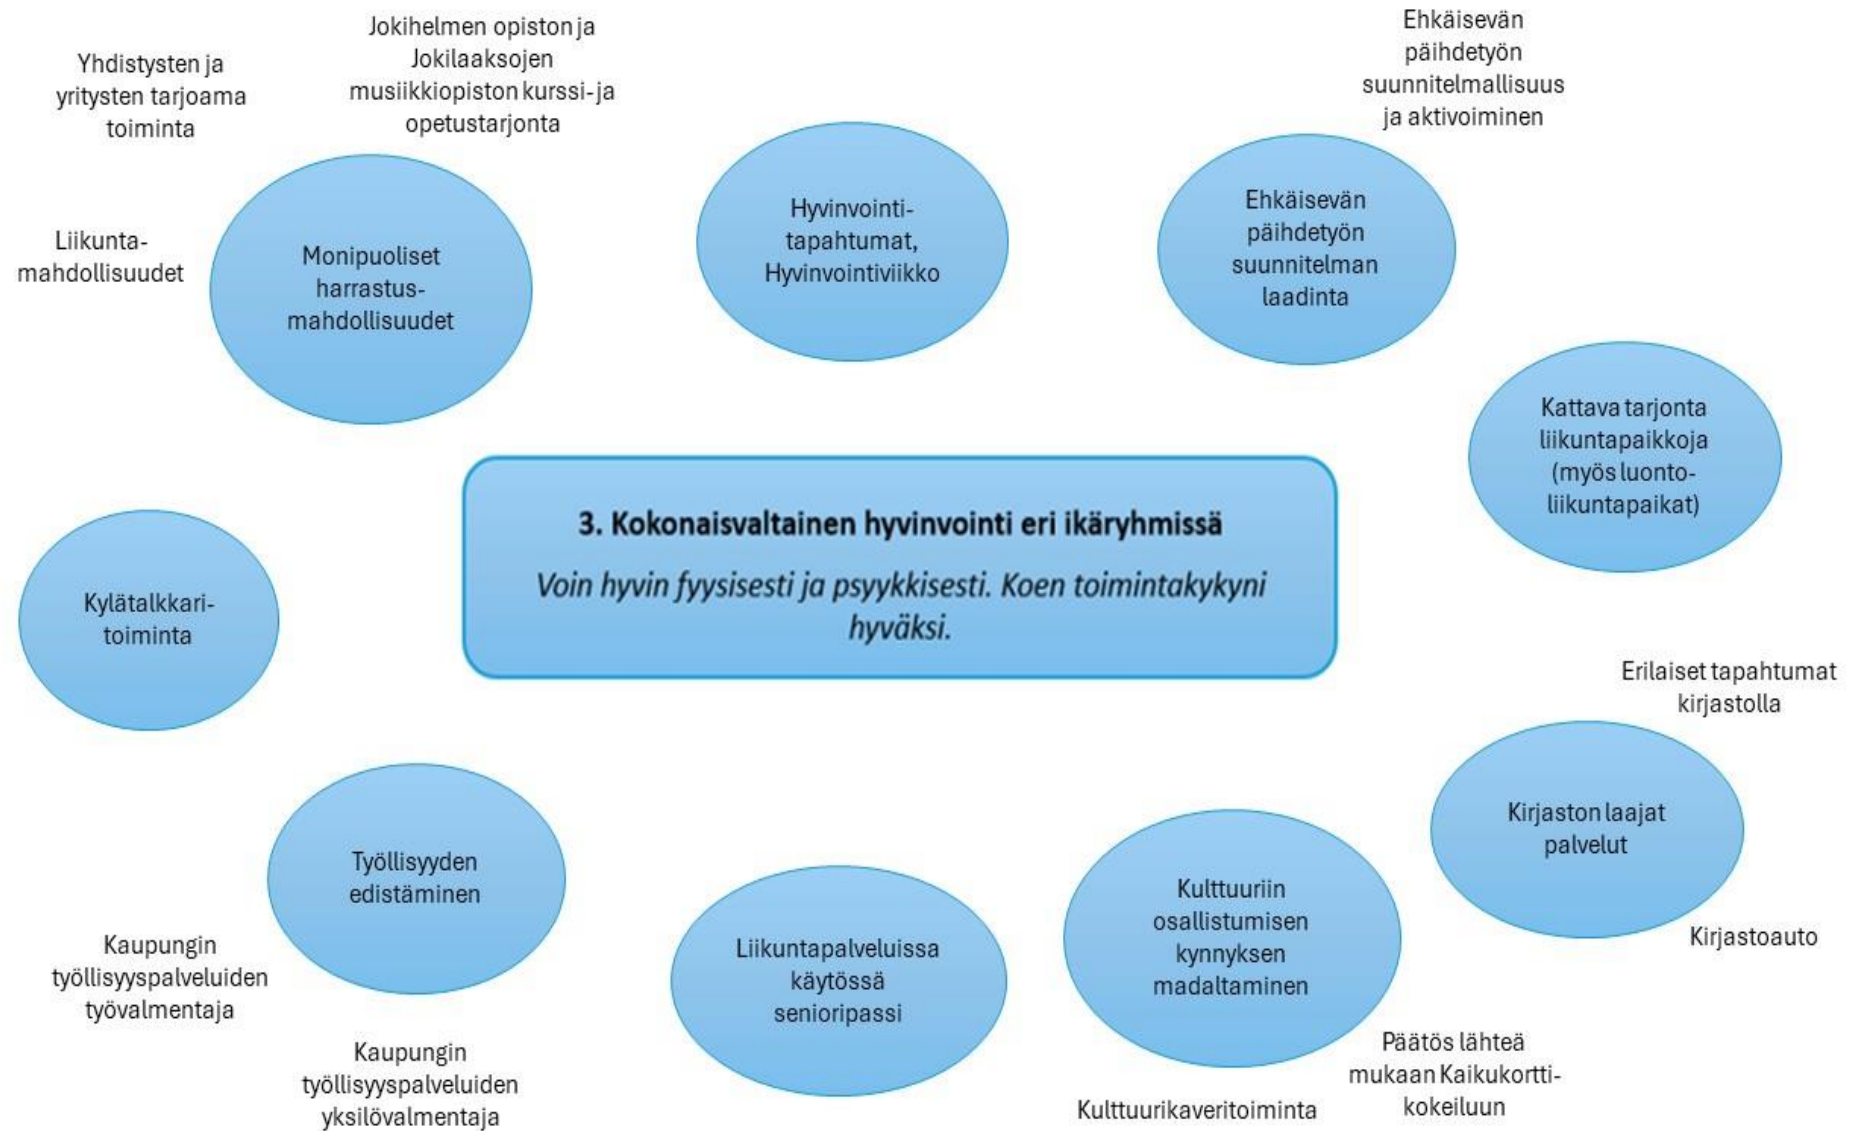 Yhdistysten ja
yritysten tarjoama
toiminta
Jokihelmen opiston ja
Jokilaaksojen
musiikkiopiston kurssi- ja
opetustarjonta
Ehkäisevän
päihdetyön
suunnitelmallisuus
ja aktivoiminen
Liikunta-
mahdollisuudet
Monipuoliset
harrastus-
mahdollisuudet
Hyvinvointi-
tapahtumat,
Hyvinvointiviikko
Ehkäisevän
päihdetyön
suunnitelman
laadinta
Kattava tarjonta
liikuntapaikkoja
(myös luonto-
liikuntapaikat)
3. Kokonaisvaltainen hyvinvointi eri ikäryhmissä
Voin hyvin fyysisesti ja psyykkisesti. Koen toimintakykyni
hyväksi.
Kylätalkkari-
toiminta
Erilaiset tapahtumat
kirjastolla
Kirjaston laajat
palvelut
Kirjastoauto
Työllisyyden
edistäminen
Kaupungin
työllisyyspalveluiden
työvalmentaja
Kaupungin
työllisyyspalveluiden
yksilövalmentaja
Liikuntapalveluissa
käytössä
senioripassi
Kulttuuriin
osallistumisen
kynnyksen
madaltaminen
Kulttuurikaveritoiminta
Päätös lähteä
mukaan Kaikukortti-
kokeiluun